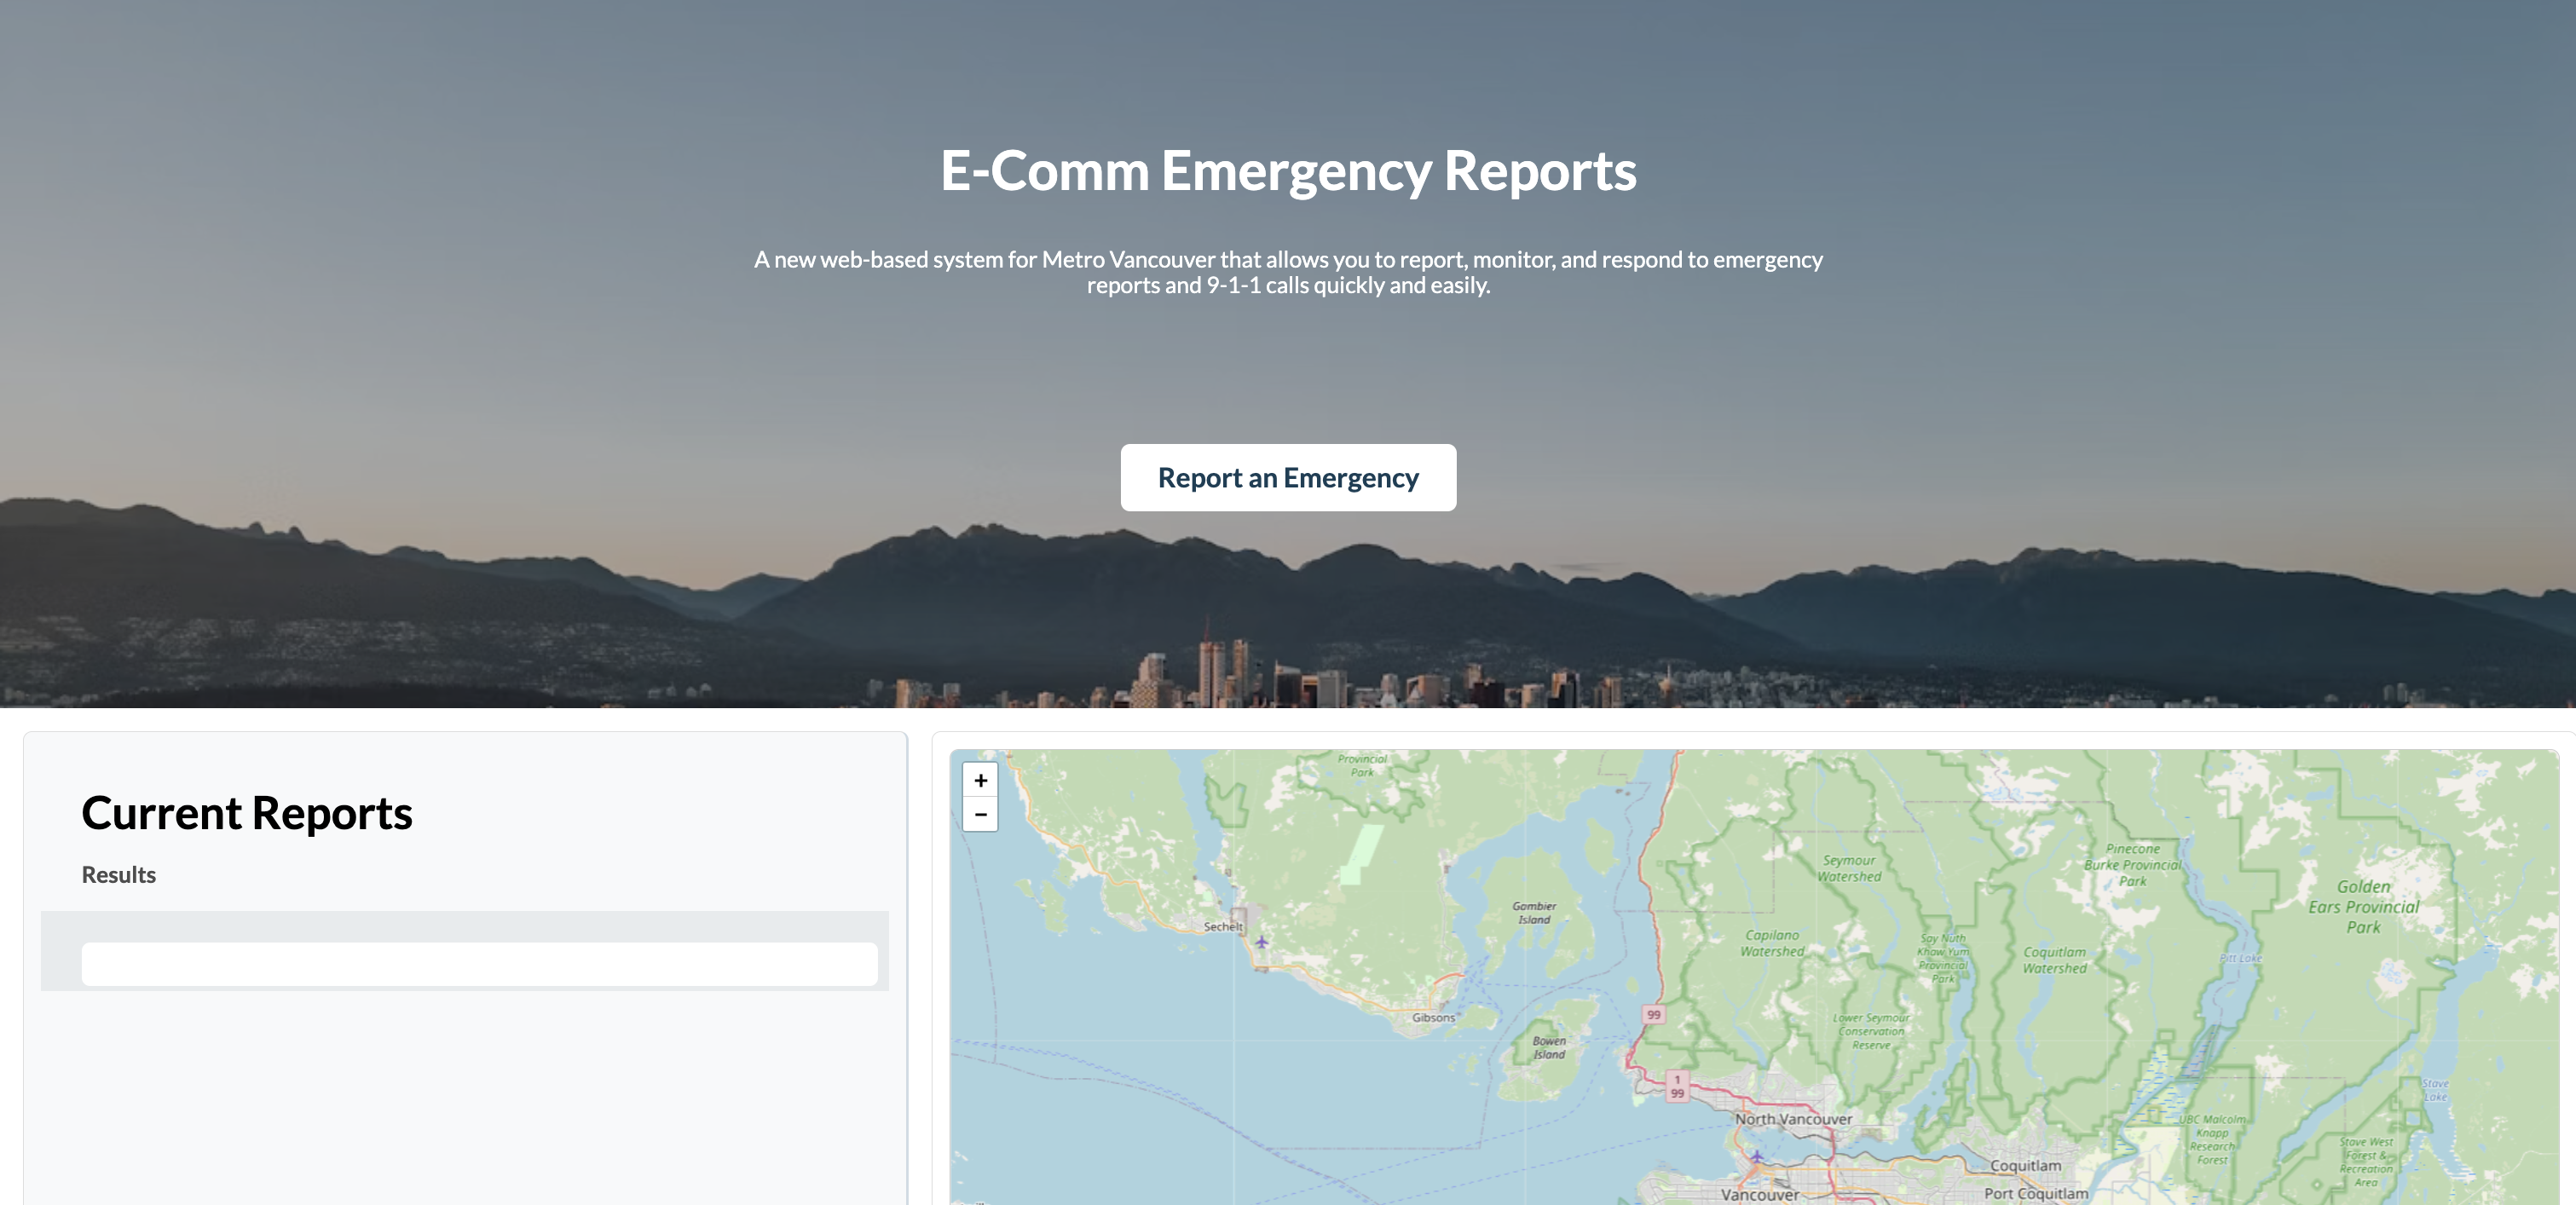 E-Comm Emergency Reports
A new web-based system for Metro Vancouver that allows you to report, monitor, and respond to emergency
reports and 9-1-1 calls quickly and easily.
Report an Emergency
Current Reports
Results
+
−
Provincial
Park
Sechelt
Gambier
Island
Gibsons
Bowen
Island
99
1
99
Seymour
Watershed
Capilano
Watershed
Say Nuth
Khaw Yum
Provincial
Park
Coquitlam
Watershed
Lower Seymour
Conservation
Reserve
Pinecone
Burke Provincial
Park
Golden
Ears Provincial
Park
Pitt Lake
Stave
Lake
UBC Malcolm
Knapp
Research
Forest
Stave West
Forest &
Recreation
Area
North Vancouver
Vancouver
Coquitlam
Port Coquitlam